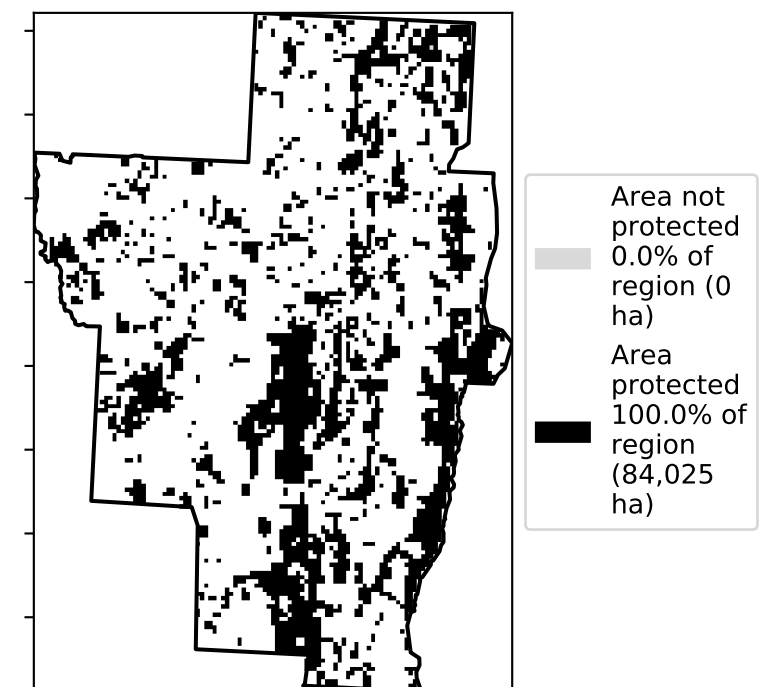 Area not
protected
0.0% of
region (0
ha)
Area
protected
100.0% of
region
(84,025
ha)